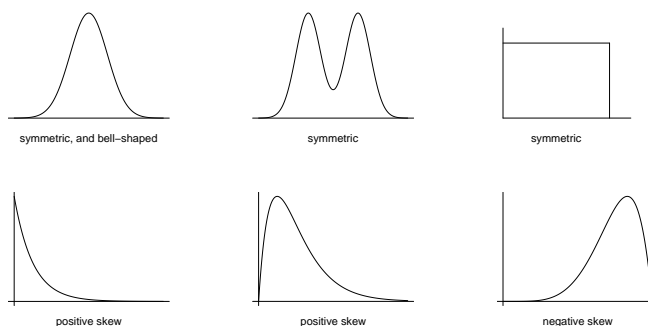 symmetric, and bell–shaped
symmetric
symmetric
positive skew
positive skew
negative skew